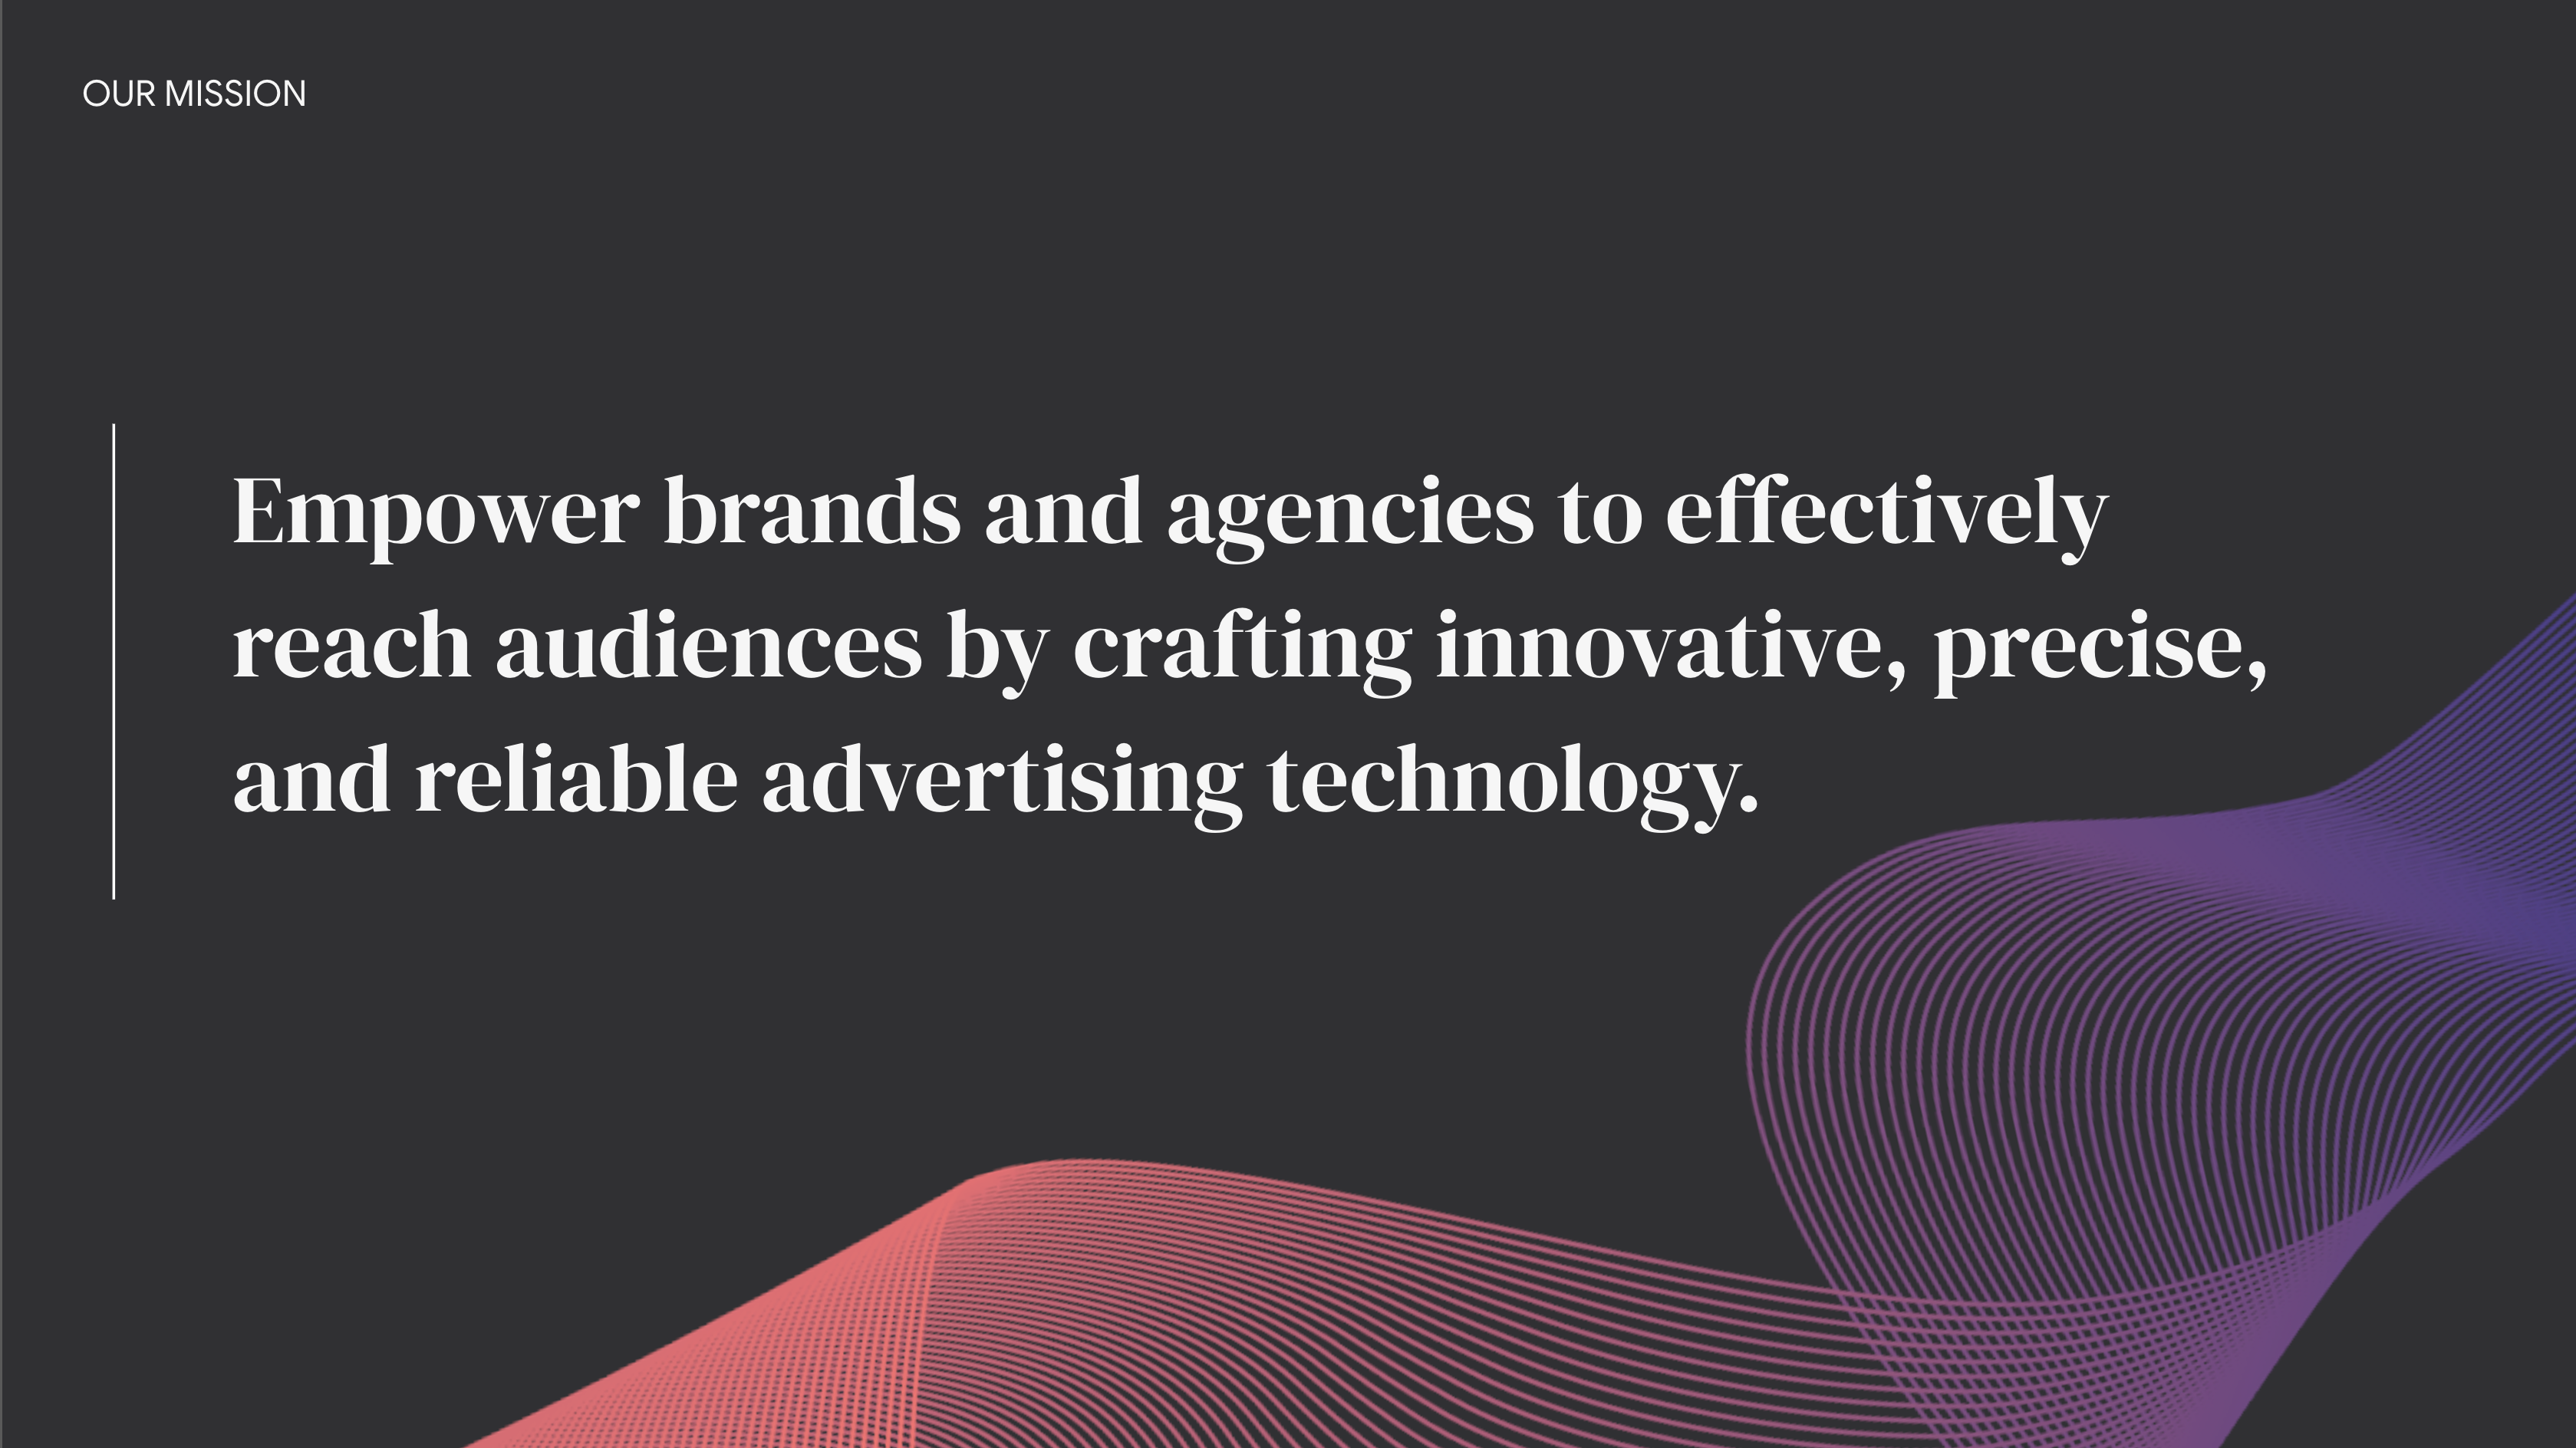 OUR MISSION
Empower brands and agencies to effectively
reach audiences by crafting innovative, precise,
and reliable advertising technology.